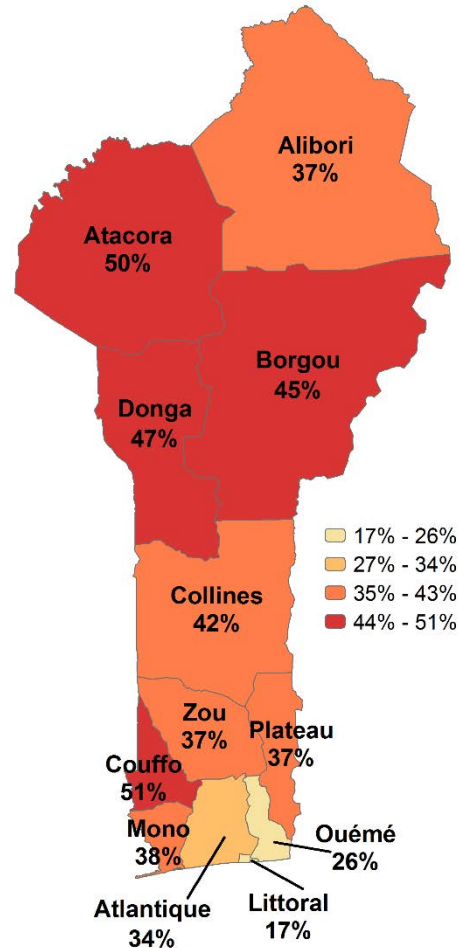 Alibori
37%
Atacora
50%
Borgou
45%
Donga
47%
17% - 26%
27% - 34%
35% - 43%
44% - 51%
Collines
42%
Zou
37%
Plateau
37%
Couffo
51%
Mono
38%
Ouémé
26%
Atlantique
34%
Littoral
17%